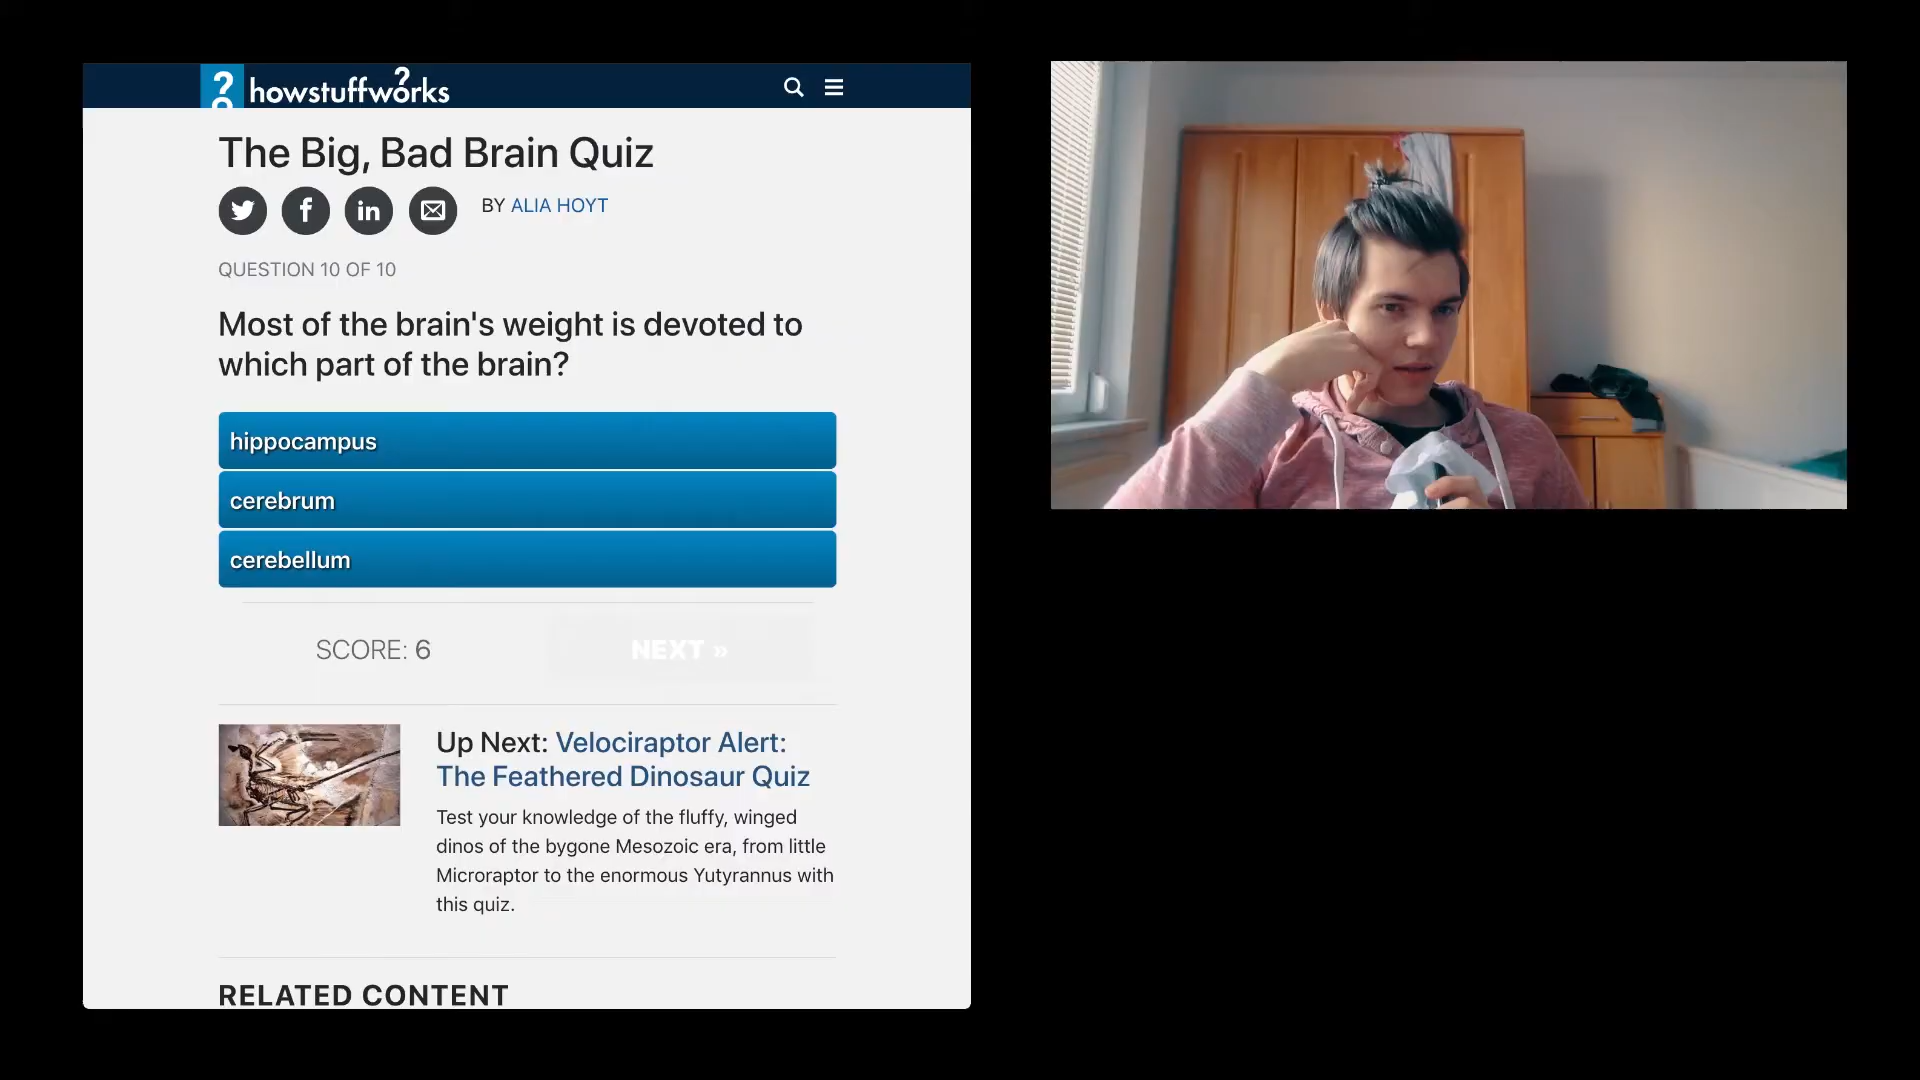 howstuffworks
The Big, Bad Brain Quiz
BY ALIA HOYT
QUESTION 10 OF 10
Most of the brain's weight is devoted to
which part of the brain?
hippocampus
cerebrum
cerebellum
SCORE: 6
NEXT »
Up Next: Velociraptor Alert:
The Feathered Dinosaur Quiz
Test your knowledge of the fluffy, winged
dinos of the bygone Mesozoic era, from little
Microraptor to the enormous Yutyrannus with
this quiz.
RELATED CONTENT